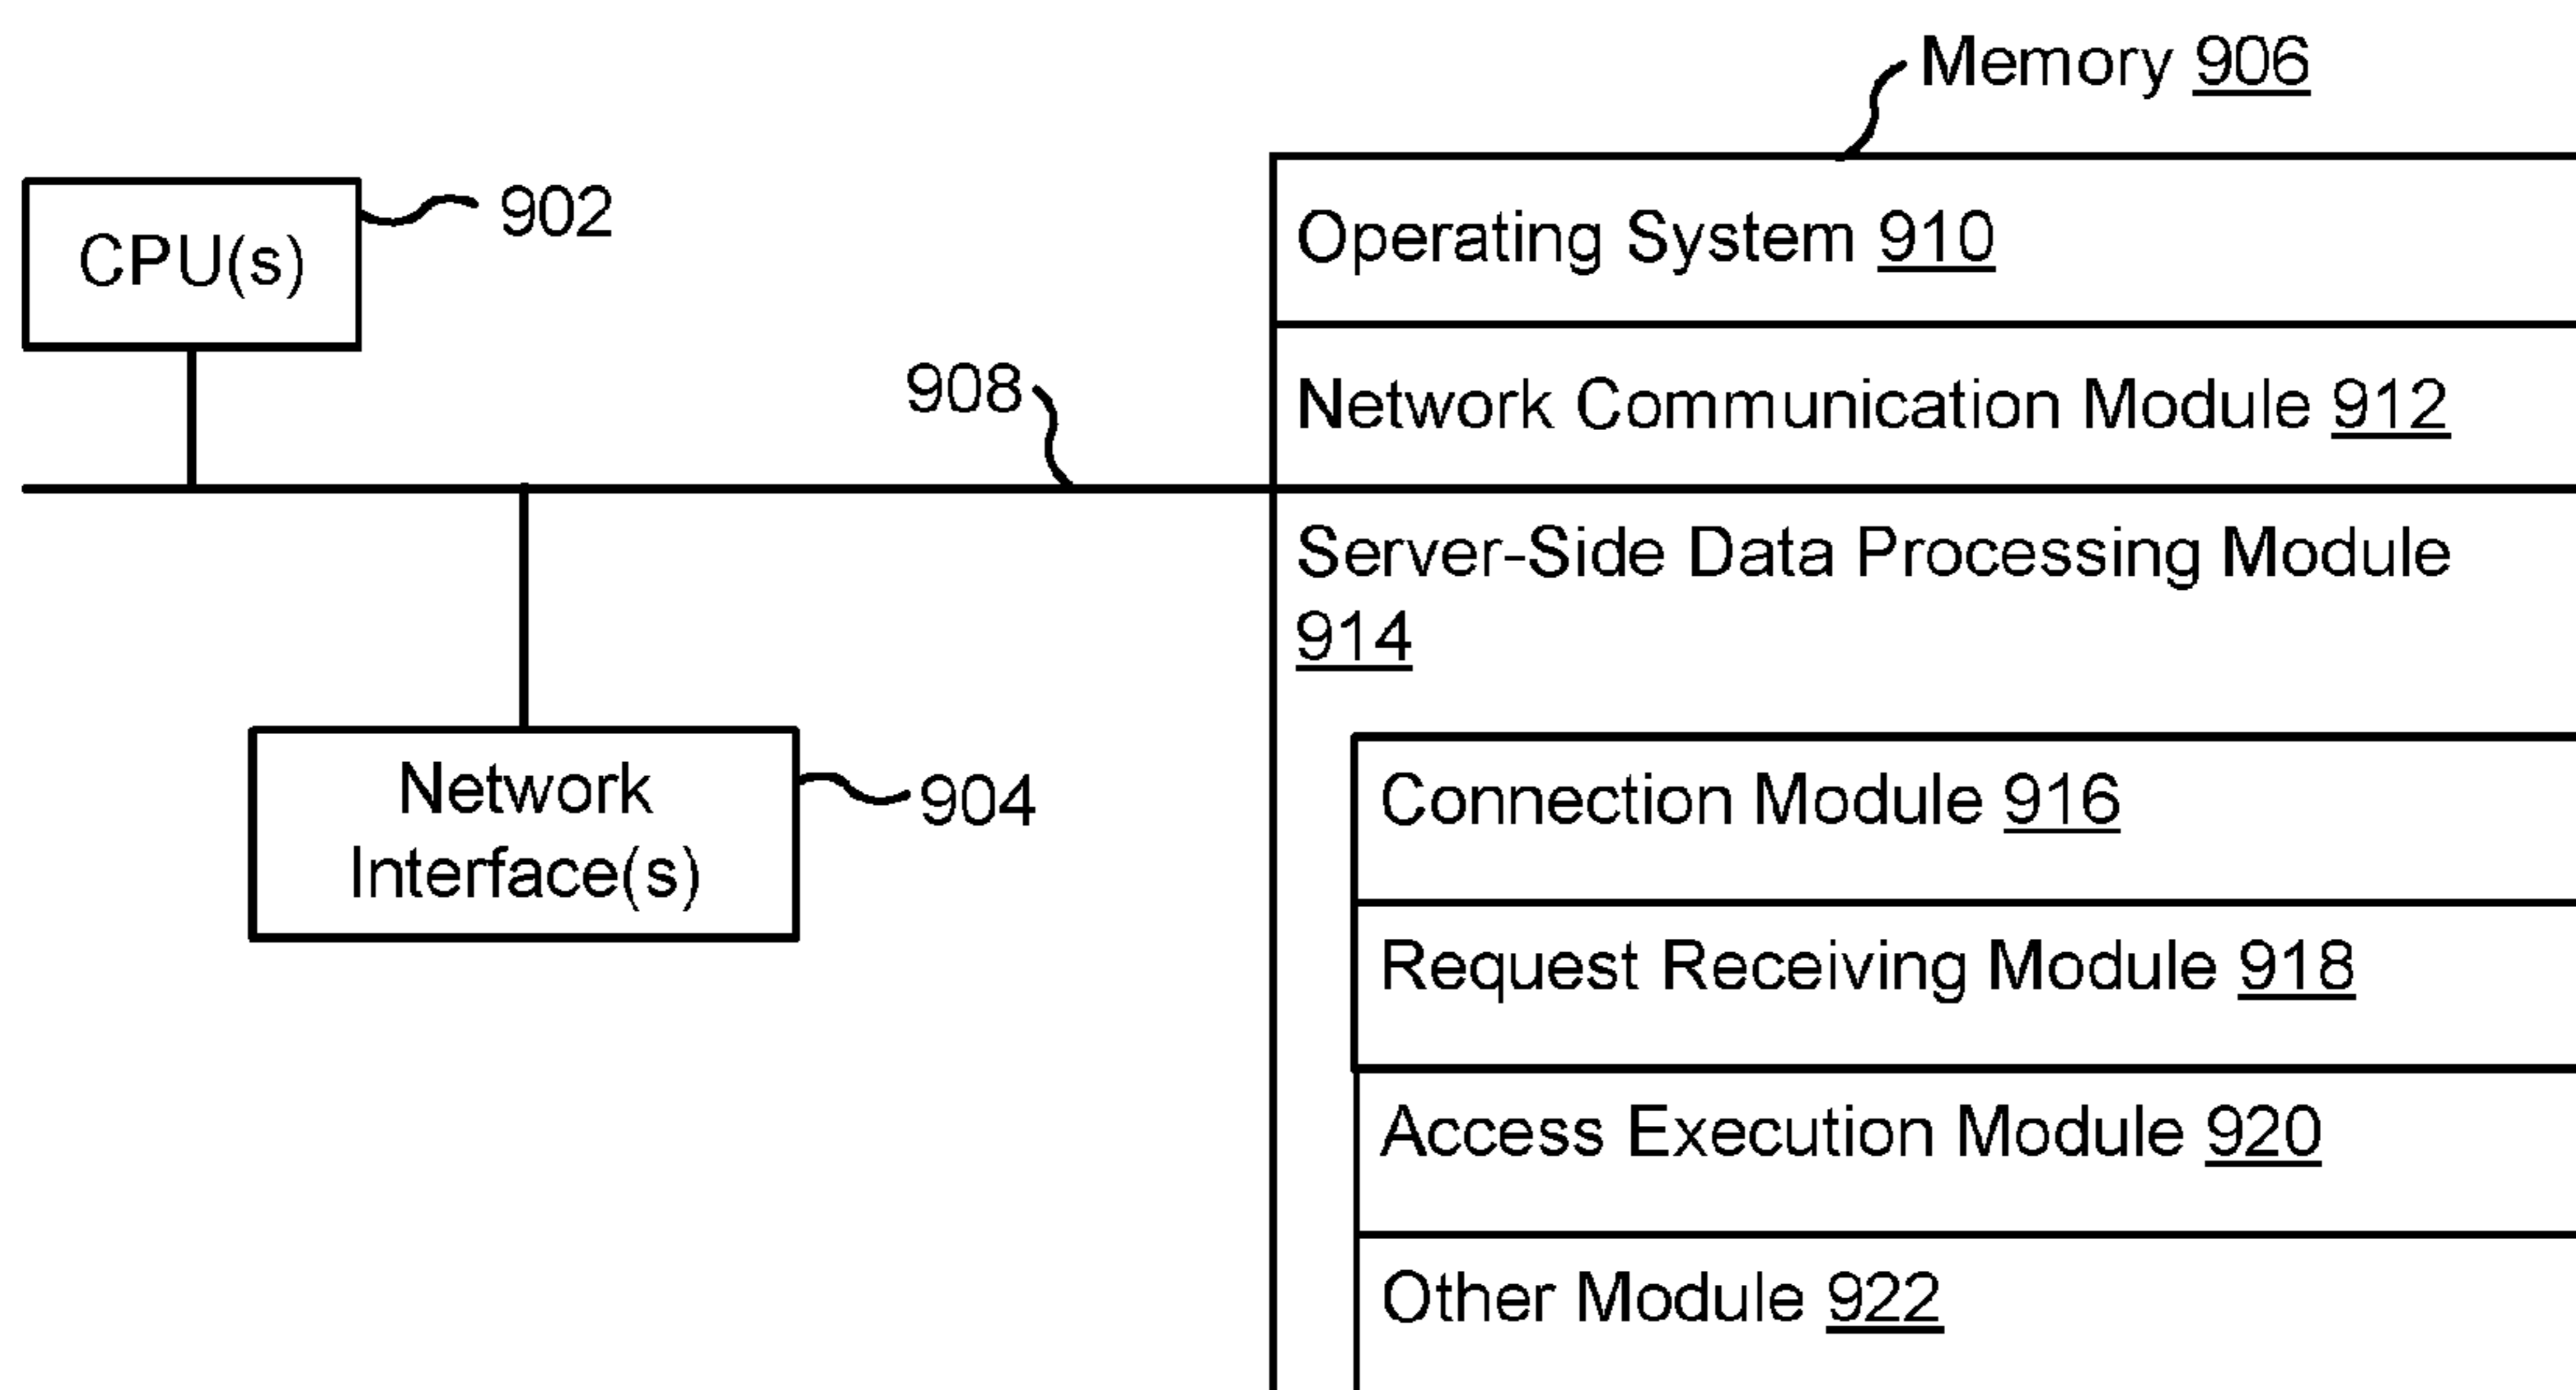 Memory 906
CPU(s)
902
Operating System 910
908
Network Communication Module 912
Server-Side Data Processing Module
914
Network
Interface(s)
904
Connection Module 916
Request Receiving Module 918
Access Execution Module 920
Other Module 922